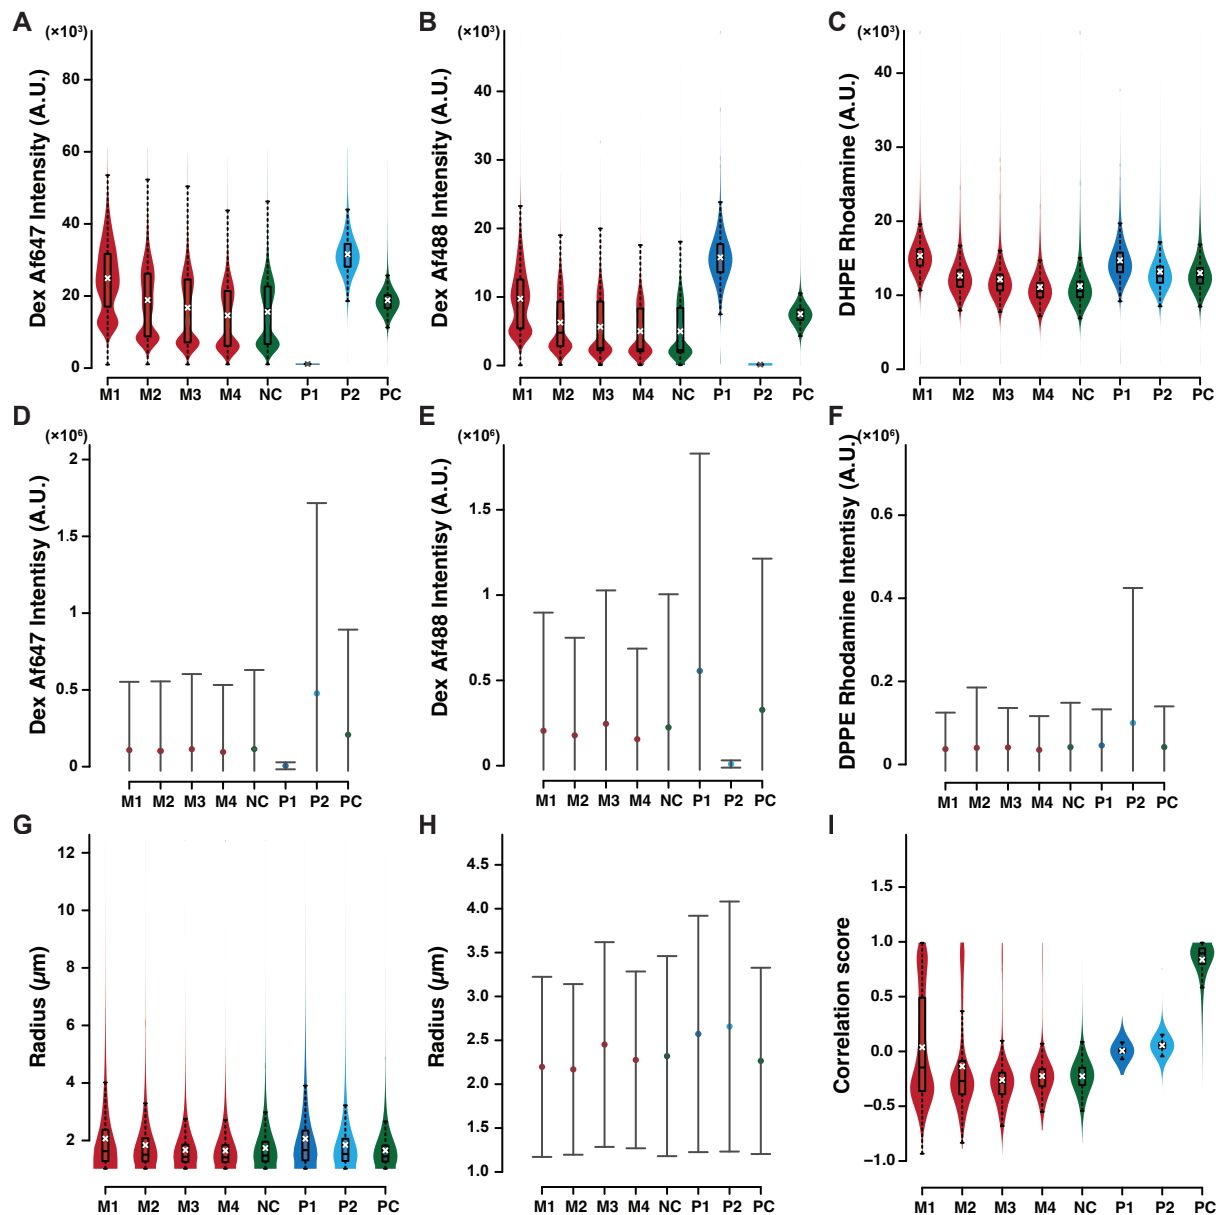 A
(×10³)
Dex Af647 Intensity (A.U.)
80
60
40
20
0
M1 M2 M3 M4 NC P1 P2 PC
B
(×10³)
Dex Af488 Intensity (A.U.)
40
30
20
10
0
M1 M2 M3 M4 NC P1 P2 PC
C
(×10³)
DHPE Rhodamine (A.U.)
40
30
20
10
0
M1 M2 M3 M4 NC P1 P2 PC
D
(×10⁶)
Dex Af647 Intentisy (A.U.)
2
1.5
1
0.5
0
M1 M2 M3 M4 NC P1 P2 PC
E
(×10⁶)
Dex Af488 Intentisy (A.U.)
1.5
1
0.5
0
M1 M2 M3 M4 NC P1 P2 PC
F
(×10⁶)
DPPE Rhodamine Intentisy (A.U.)
0.6
0.4
0.2
0
M1 M2 M3 M4 NC P1 P2 PC
G
Radius (µm)
12
10
8
6
4
2
M1 M2 M3 M4 NC P1 P2 PC
H
Radius (µm)
4.5
4.0
3.5
3.0
2.5
2.0
1.5
1.0
M1 M2 M3 M4 NC P1 P2 PC
I
Correlation score
1.5
1.0
0.5
0.0
−0.5
−1.0
M1 M2 M3 M4 NC P1 P2 PC